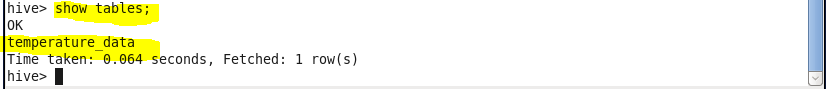 hive> show tables;
OK
temperature_data
Time taken: 0.064 seconds, Fetched: 1 row(s)
hive>